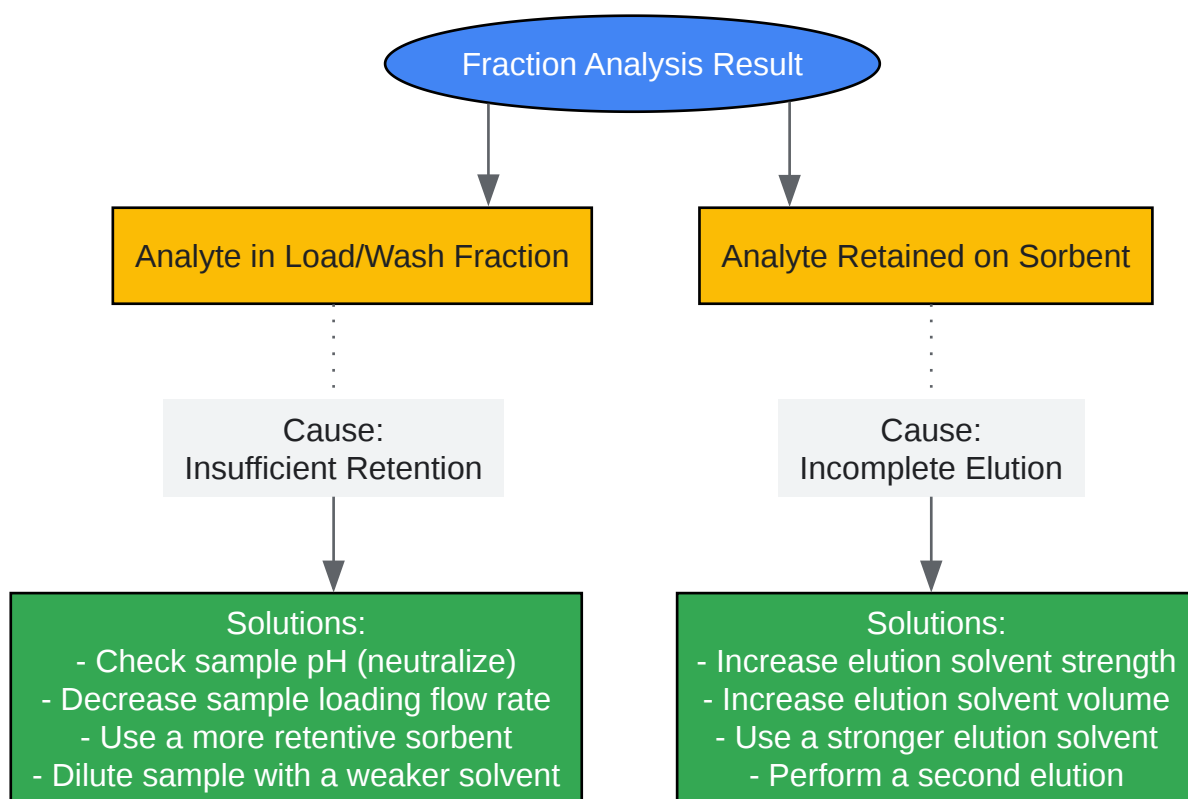 Fraction Analysis Result
Analyte in Load/Wash Fraction
Analyte Retained on Sorbent
Cause:
Insufficient Retention
Cause:
Incomplete Elution
Solutions:
- Check sample pH (neutralize)
- Decrease sample loading flow rate
- Use a more retentive sorbent
- Dilute sample with a weaker solvent
Solutions:
- Increase elution solvent strength
- Increase elution solvent volume
- Use a stronger elution solvent
- Perform a second elution